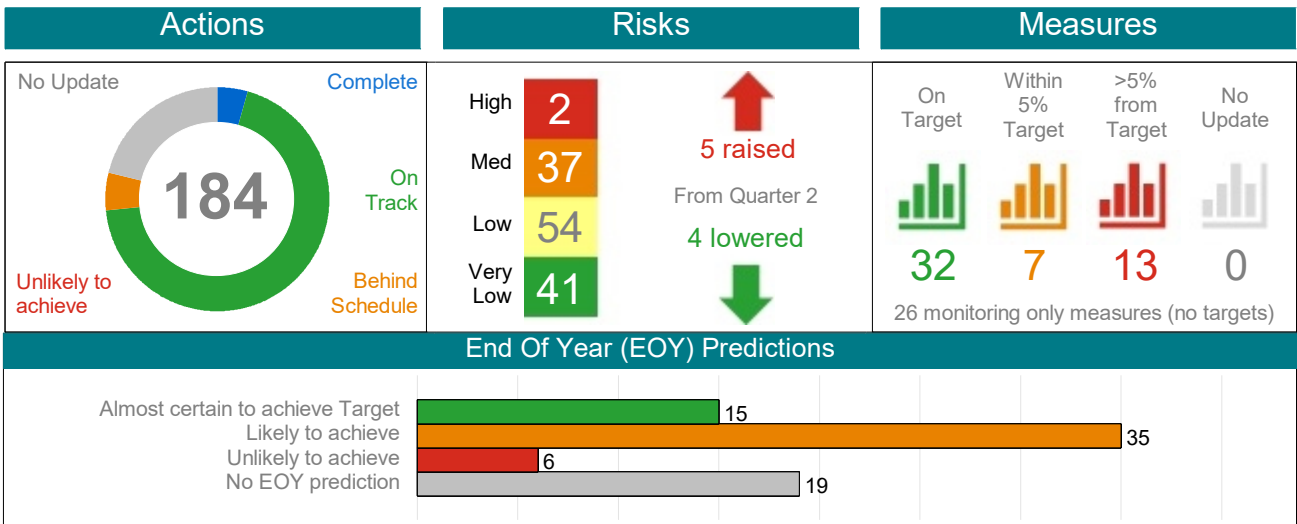 Actions
Risks
Measures
No Update
Complete
184
On
Track
Unlikely to
achieve
Behind
Schedule
High
2
Med
37
Low
54
Very
Low
41
5 raised
From Quarter 2
4 lowered
On
Target
Within
5%
Target
>5%
from
Target
No
Update
32
7
13
0
26 monitoring only measures (no targets)
End Of Year (EOY) Predictions
Almost certain to achieve Target
15
Likely to achieve
35
Unlikely to achieve
6
No EOY prediction
19